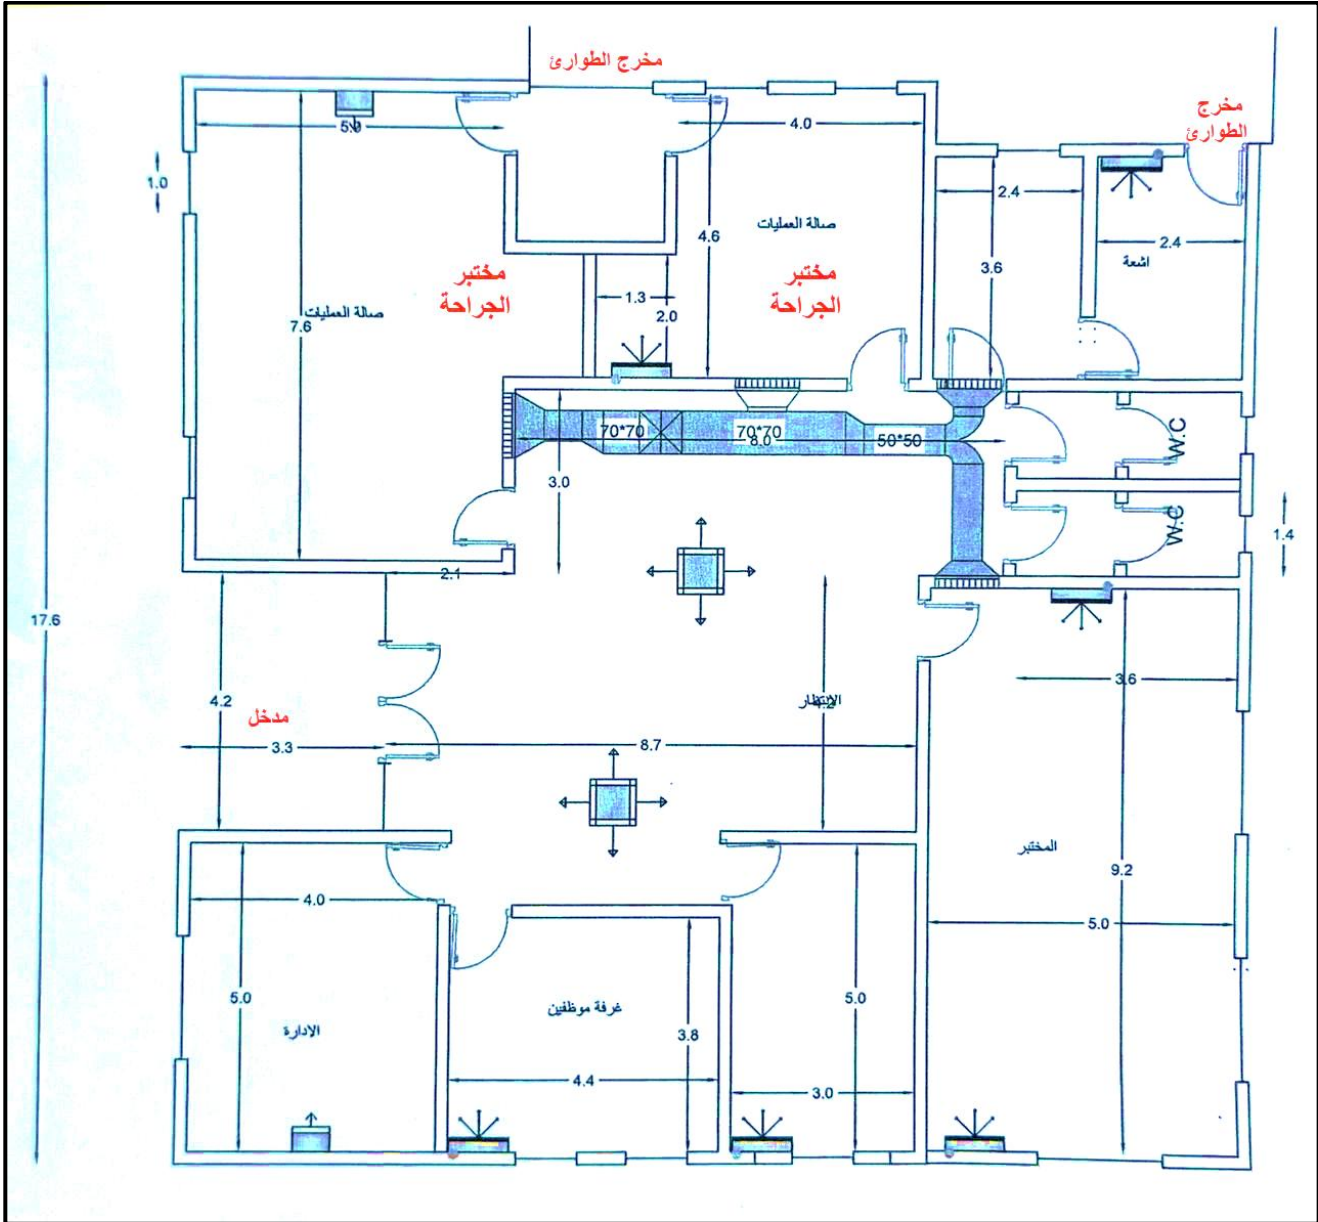 مخرج الطوارئ
مخرج
الطوارئ
5.0
4.0
1.0
2.4
صالة العمليات
4.6
2.4
اشعة
3.6
مختبر
الجراحة
مختبر
الجراحة
1.3
صالة العمليات
2.0
7.6
70*70
70*70
8.0
50*50
W.C
3.0
W.C
1.4
2.1
17.6
4.2
الانتظار
4.2
3.6
مدخل
3.3
8.7
المختبر
9.2
4.0
5.0
5.0
5.0
غرفة موظفين
الادارة
3.8
4.4
3.0